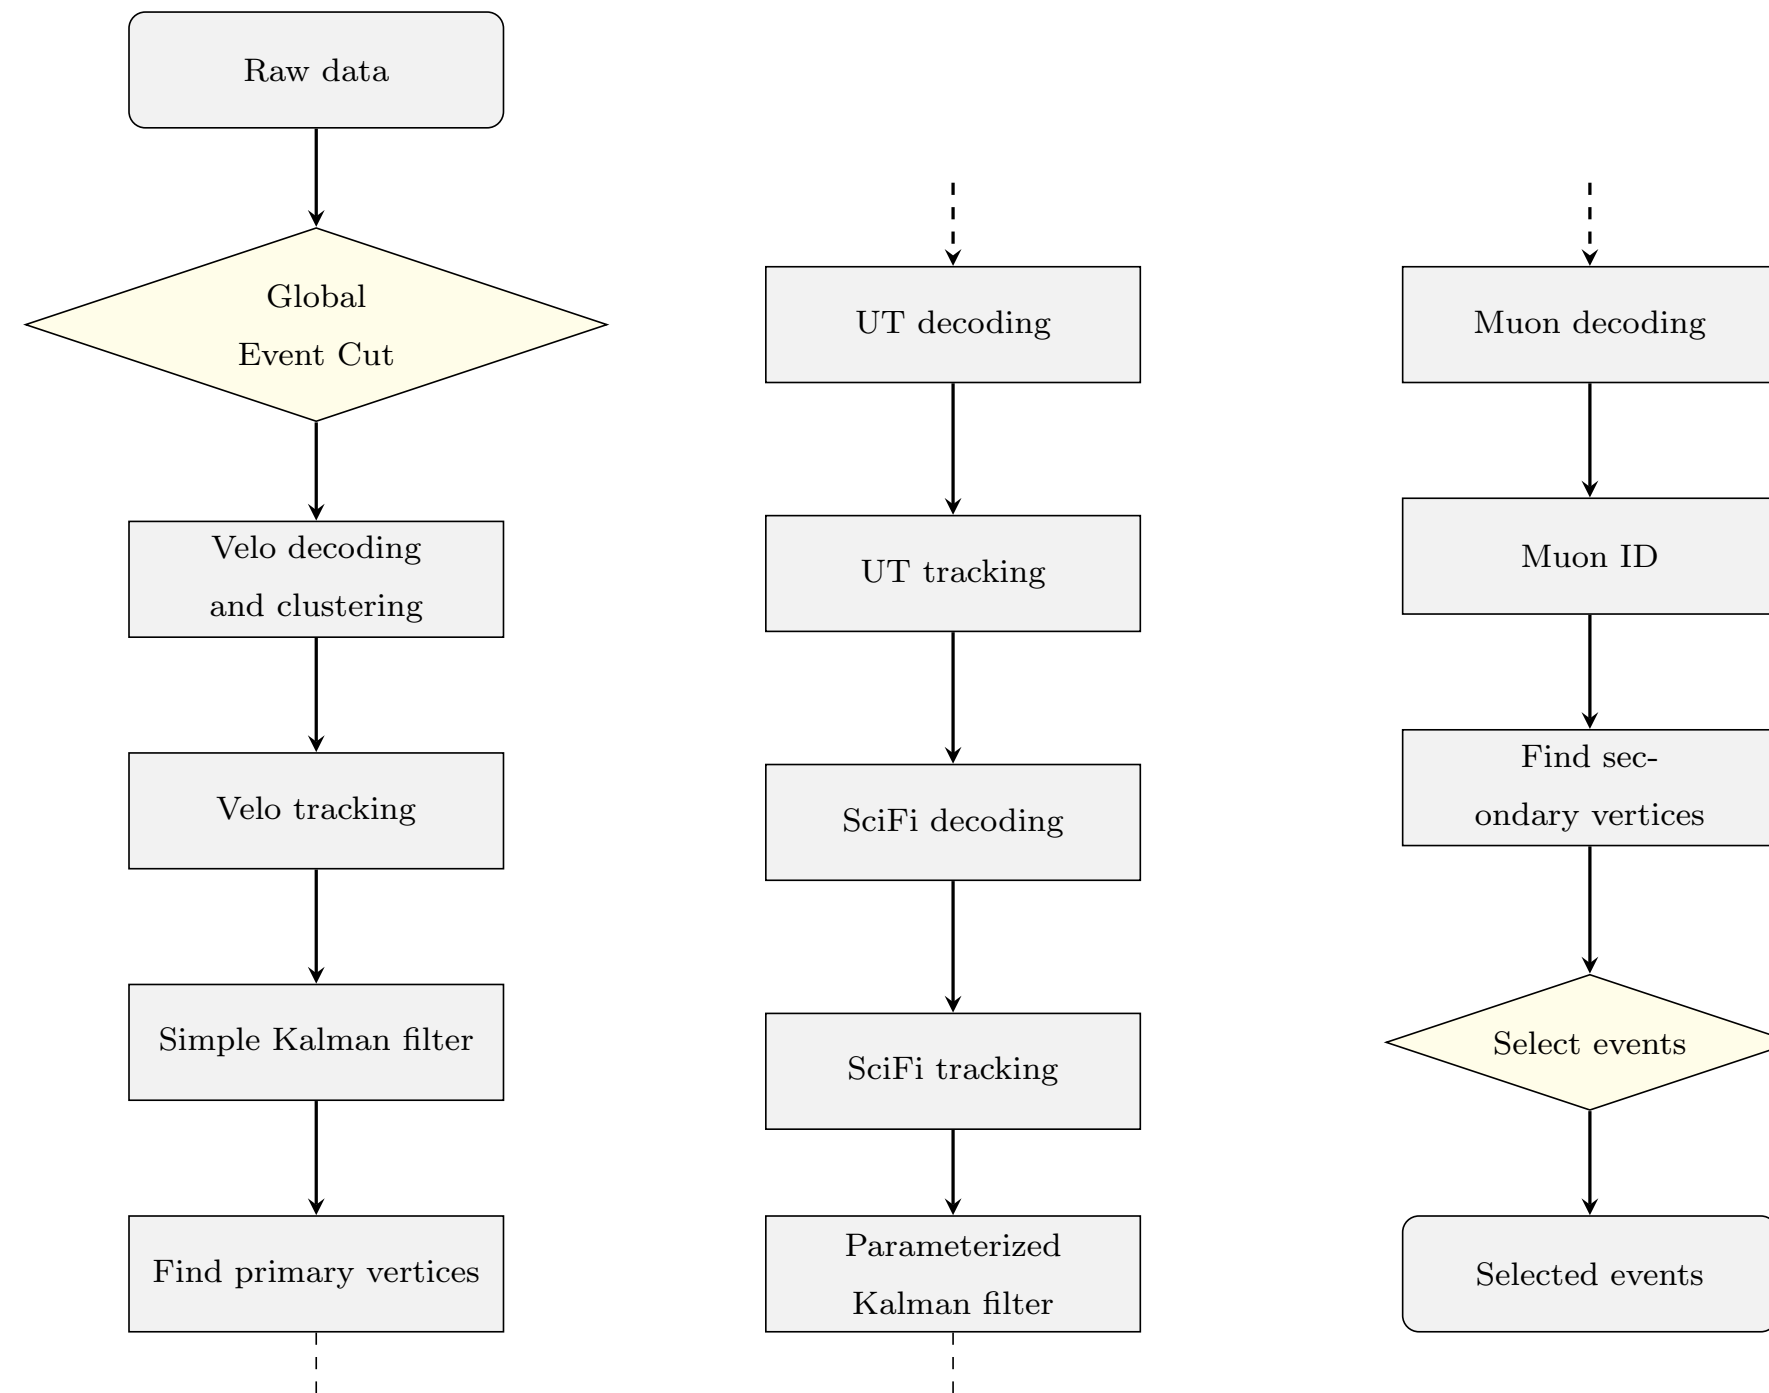 Raw data
Global
Event Cut
Velo decoding
and clustering
Velo tracking
Simple Kalman filter
Find primary vertices
UT decoding
UT tracking
SciFi decoding
SciFi tracking
Parameterized
Kalman filter
Muon decoding
Muon ID
Find sec-
ondary vertices
Select events
Selected events